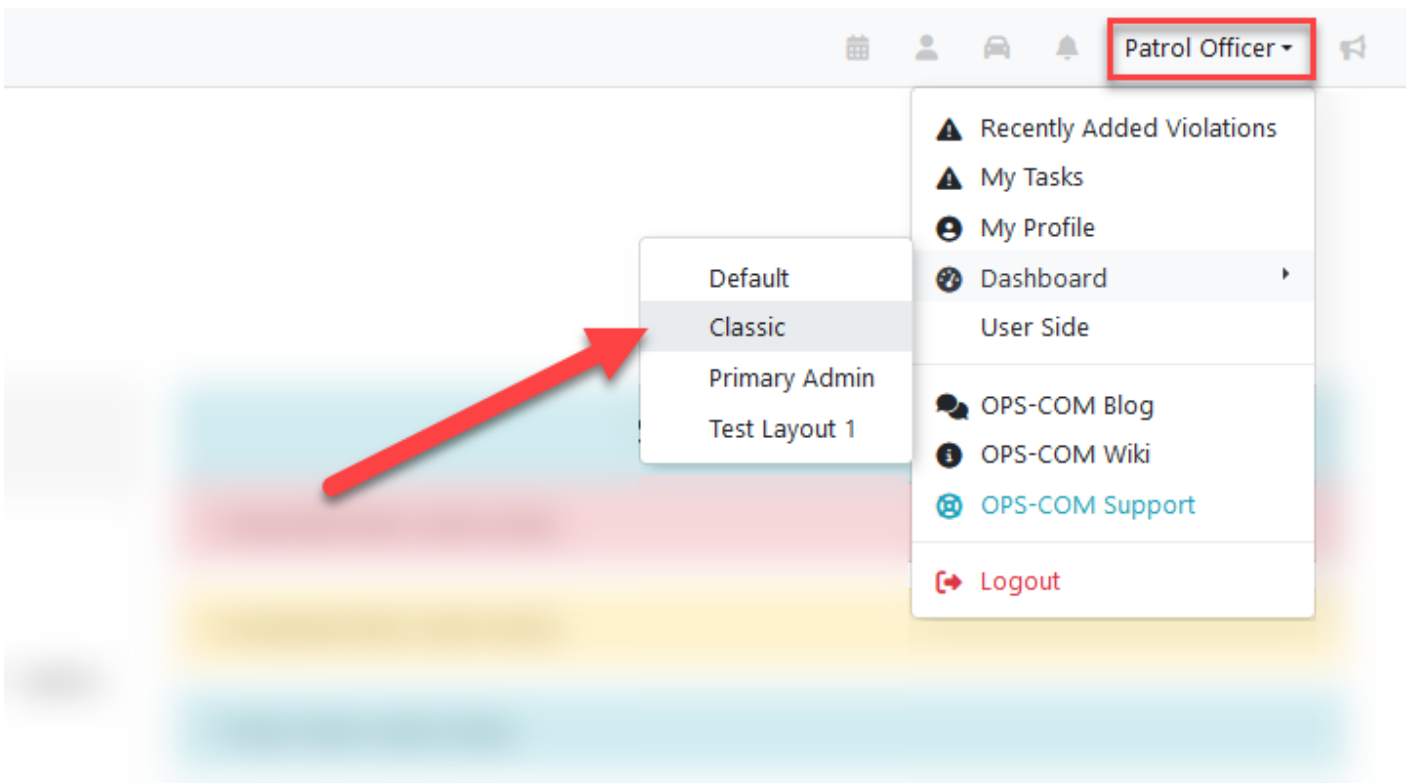 Patrol Officer
Recently Added Violations
My Tasks
My Profile
Dashboard
User Side
OPS-COM Blog
OPS-COM Wiki
OPS-COM Support
Logout
Default
Classic
Primary Admin
Test Layout 1